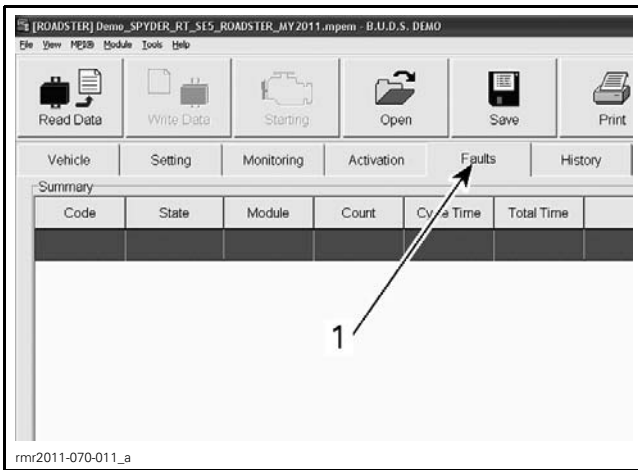 [ROADSTER] Demo_SPYDER_RT_SE5_ROADSTER_MY2011.mpem - B.U.D.S. DEMO
File View MPI3® Module Tools Help
Read Data Write Data Starting Open Save Print
Vehicle Setting Monitoring Activation Faults History
Summary
Code State Module Count Cycle Time Total Time
1
rmr2011-070-011_a